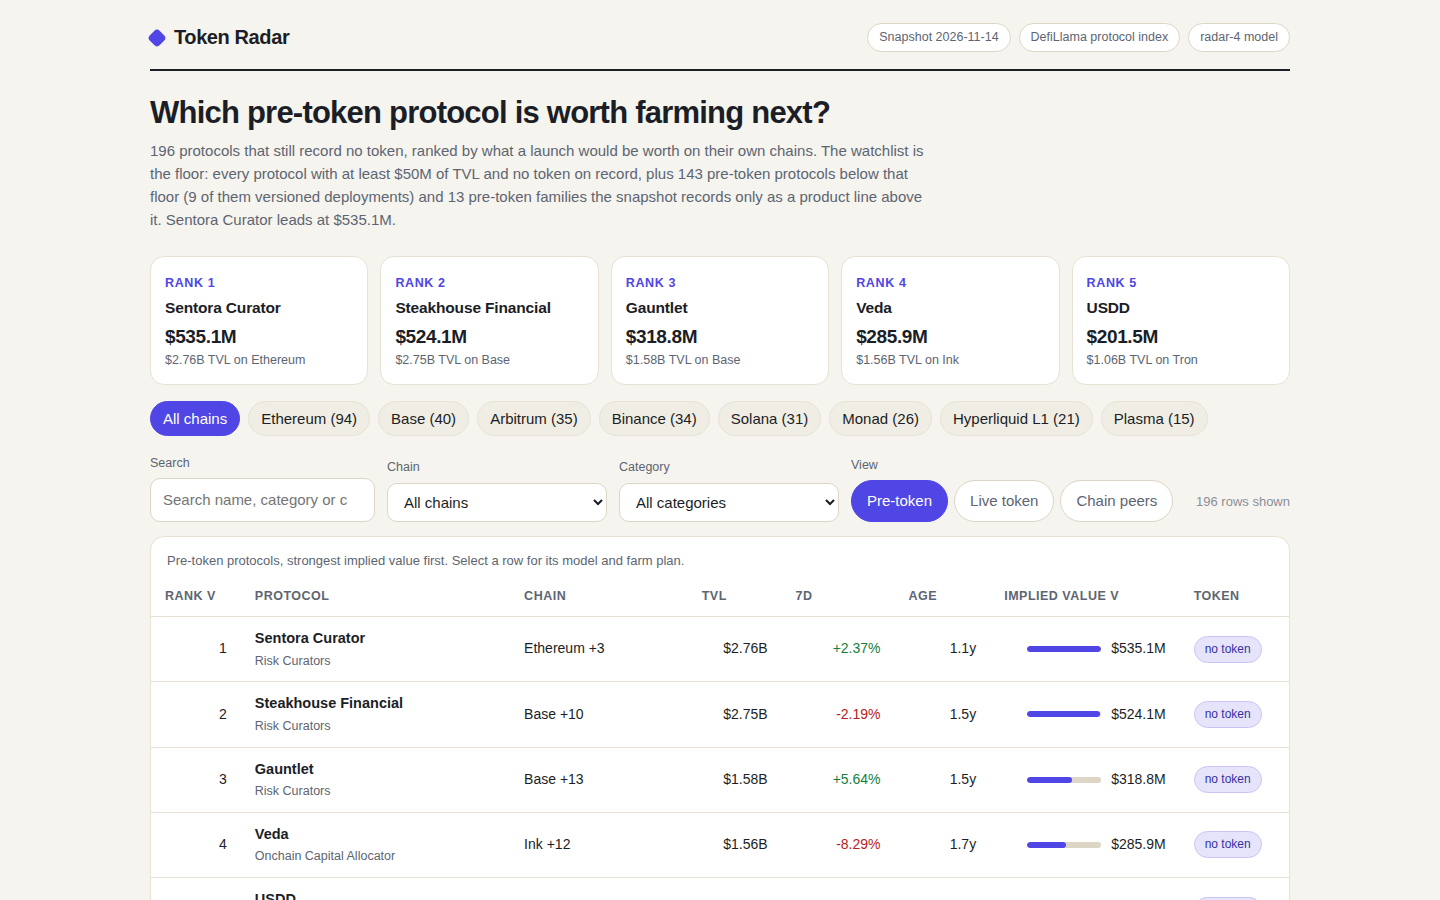 Token Radar
Snapshot 2026-11-14
DefiLlama protocol index
radar-4 model
Which pre-token protocol is worth farming next?
196 protocols that still record no token, ranked by what a launch would be worth on their own chains. The watchlist is
the floor: every protocol with at least $50M of TVL and no token on record, plus 143 pre-token protocols below that
floor (9 of them versioned deployments) and 13 pre-token families the snapshot records only as a product line above
it. Sentora Curator leads at $535.1M.
RANK 1
Sentora Curator
$535.1M
$2.76B TVL on Ethereum
RANK 2
Steakhouse Financial
$524.1M
$2.75B TVL on Base
RANK 3
Gauntlet
$318.8M
$1.58B TVL on Base
RANK 4
Veda
$285.9M
$1.56B TVL on Ink
RANK 5
USDD
$201.5M
$1.06B TVL on Tron
All chains
Ethereum (94)
Base (40)
Arbitrum (35)
Binance (34)
Solana (31)
Monad (26)
Hyperliquid L1 (21)
Plasma (15)
Search
Search name, category or c
Chain
All chains
Category
All categories
View
Pre-token
Live token
Chain peers
196 rows shown
Pre-token protocols, strongest implied value first. Select a row for its model and farm plan.
RANK V PROTOCOL CHAIN TVL 7D AGE IMPLIED VALUE V TOKEN
1 Sentora Curator Ethereum +3 $2.76B +2.37% 1.1y $535.1M no token
Risk Curators
2 Steakhouse Financial Base +10 $2.75B -2.19% 1.5y $524.1M no token
Risk Curators
3 Gauntlet Base +13 $1.58B +5.64% 1.5y $318.8M no token
Risk Curators
4 Veda Ink +12 $1.56B -8.29% 1.7y $285.9M no token
Onchain Capital Allocator
USDD